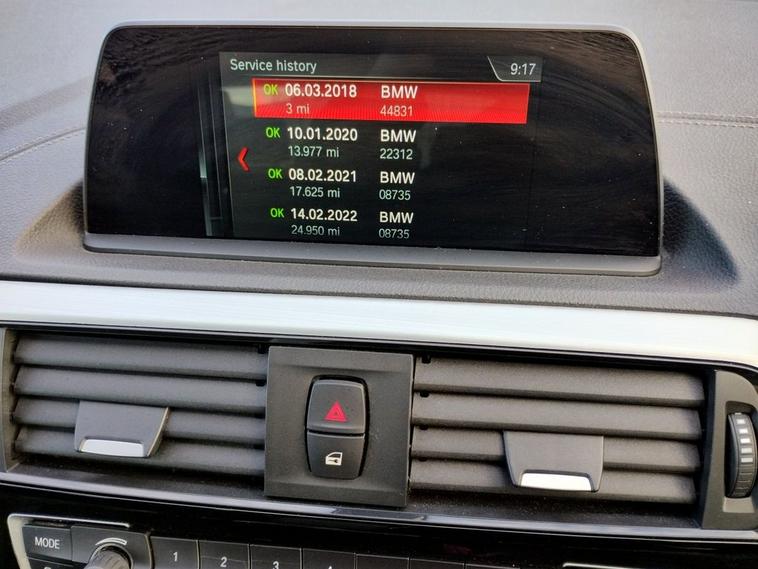 Service history 9:17
OK 06.03.2018 BMW
3 mi 44831
OK 10.01.2020 BMW
13.977 mi 22312
OK 08.02.2021 BMW
17.625 mi 08735
OK 14.02.2022 BMW
24.950 mi 08735
MODE 1 2 3 4